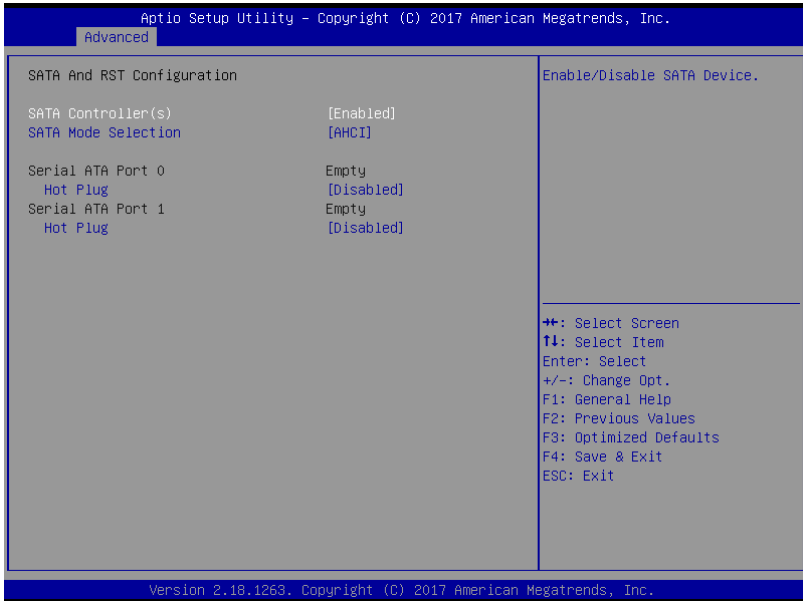 Aptio Setup Utility – Copyright (C) 2017 American Megatrends, Inc.
Advanced
SATA And RST Configuration
SATA Controller(s) [Enabled]
SATA Mode Selection [AHCI]
Serial ATA Port 0 Empty
Hot Plug [Disabled]
Serial ATA Port 1 Empty
Hot Plug [Disabled]
Enable/Disable SATA Device.
→←: Select Screen
↑↓: Select Item
Enter: Select
+/-: Change Opt.
F1: General Help
F2: Previous Values
F3: Optimized Defaults
F4: Save & Exit
ESC: Exit
Version 2.18.1263. Copyright (C) 2017 American Megatrends, Inc.